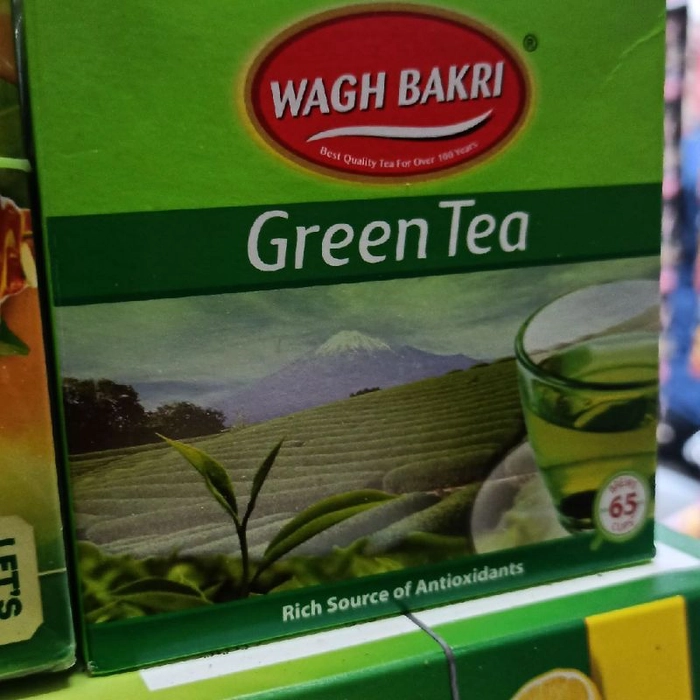 WAGH BAKRI
®
Best Quality Tea For Over 100 Years
Green Tea
65
CUPS
Rich Source of Antioxidants
LET'S